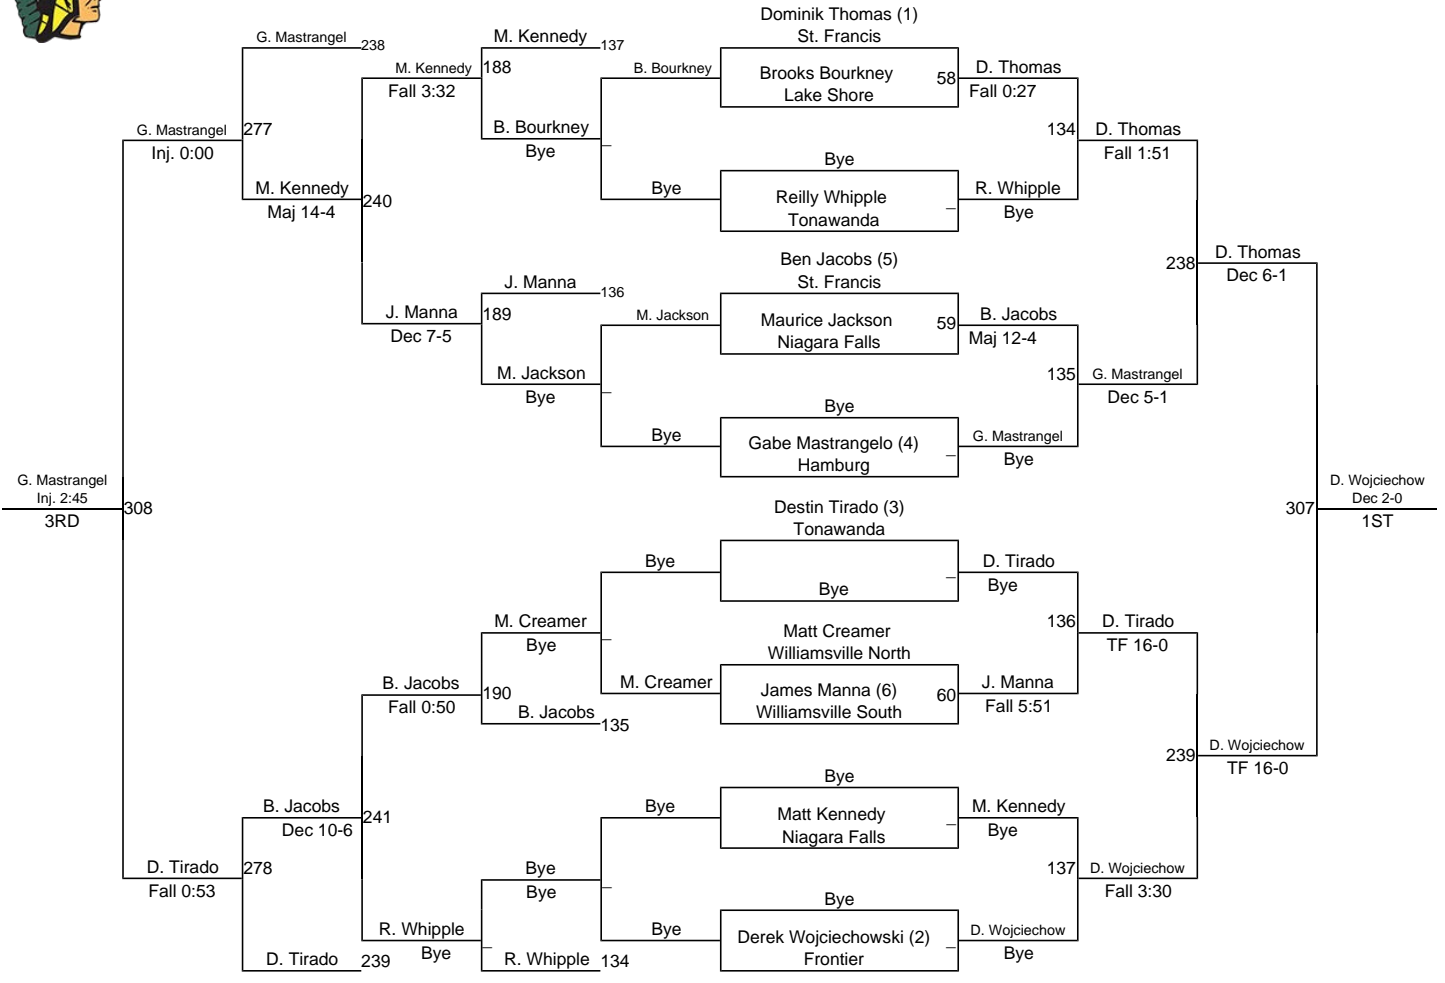 Dominik Thomas (1)
St. Francis
G. Mastrangel 238
M. Kennedy 137
M. Kennedy 188
Fall 3:32
B. Bourkney
Brooks Bourkney 58
Lake Shore
D. Thomas
Fall 0:27
G. Mastrangel 277
Inj. 0:00
B. Bourkney
Bye
134 D. Thomas
Fall 1:51
Bye
M. Kennedy
Maj 14-4
240
Bye
Reilly Whipple
Tonawanda
R. Whipple
Bye
Ben Jacobs (5)
St. Francis
238 D. Thomas
Dec 6-1
J. Manna 136
J. Manna 189
Dec 7-5
M. Jackson
Maurice Jackson 59
Niagara Falls
B. Jacobs
Maj 12-4
M. Jackson
Bye
135 G. Mastrangel
Dec 5-1
Bye
Bye
Gabe Mastrangelo (4)
Hamburg
G. Mastrangel
Bye
G. Mastrangel
Inj. 2:45
3RD
308
Destin Tirado (3)
Tonawanda
307
D. Wojciechow
Dec 2-0
1ST
Bye
Bye
D. Tirado
Bye
M. Creamer
Bye
Matt Creamer
Williamsville North
136 D. Tirado
TF 16-0
B. Jacobs 190
Fall 0:50
B. Jacobs 135
M. Creamer
James Manna (6) 60
Williamsville South
J. Manna
Fall 5:51
239 D. Wojciechow
TF 16-0
Bye
B. Jacobs 241
Dec 10-6
Bye
Matt Kennedy
Niagara Falls
M. Kennedy
Bye
D. Tirado 278
Fall 0:53
Bye
Bye
137 D. Wojciechow
Fall 3:30
Bye
R. Whipple
Bye
Bye
Derek Wojciechowski (2)
Frontier
D. Wojciechow
Bye
D. Tirado 239
R. Whipple 134